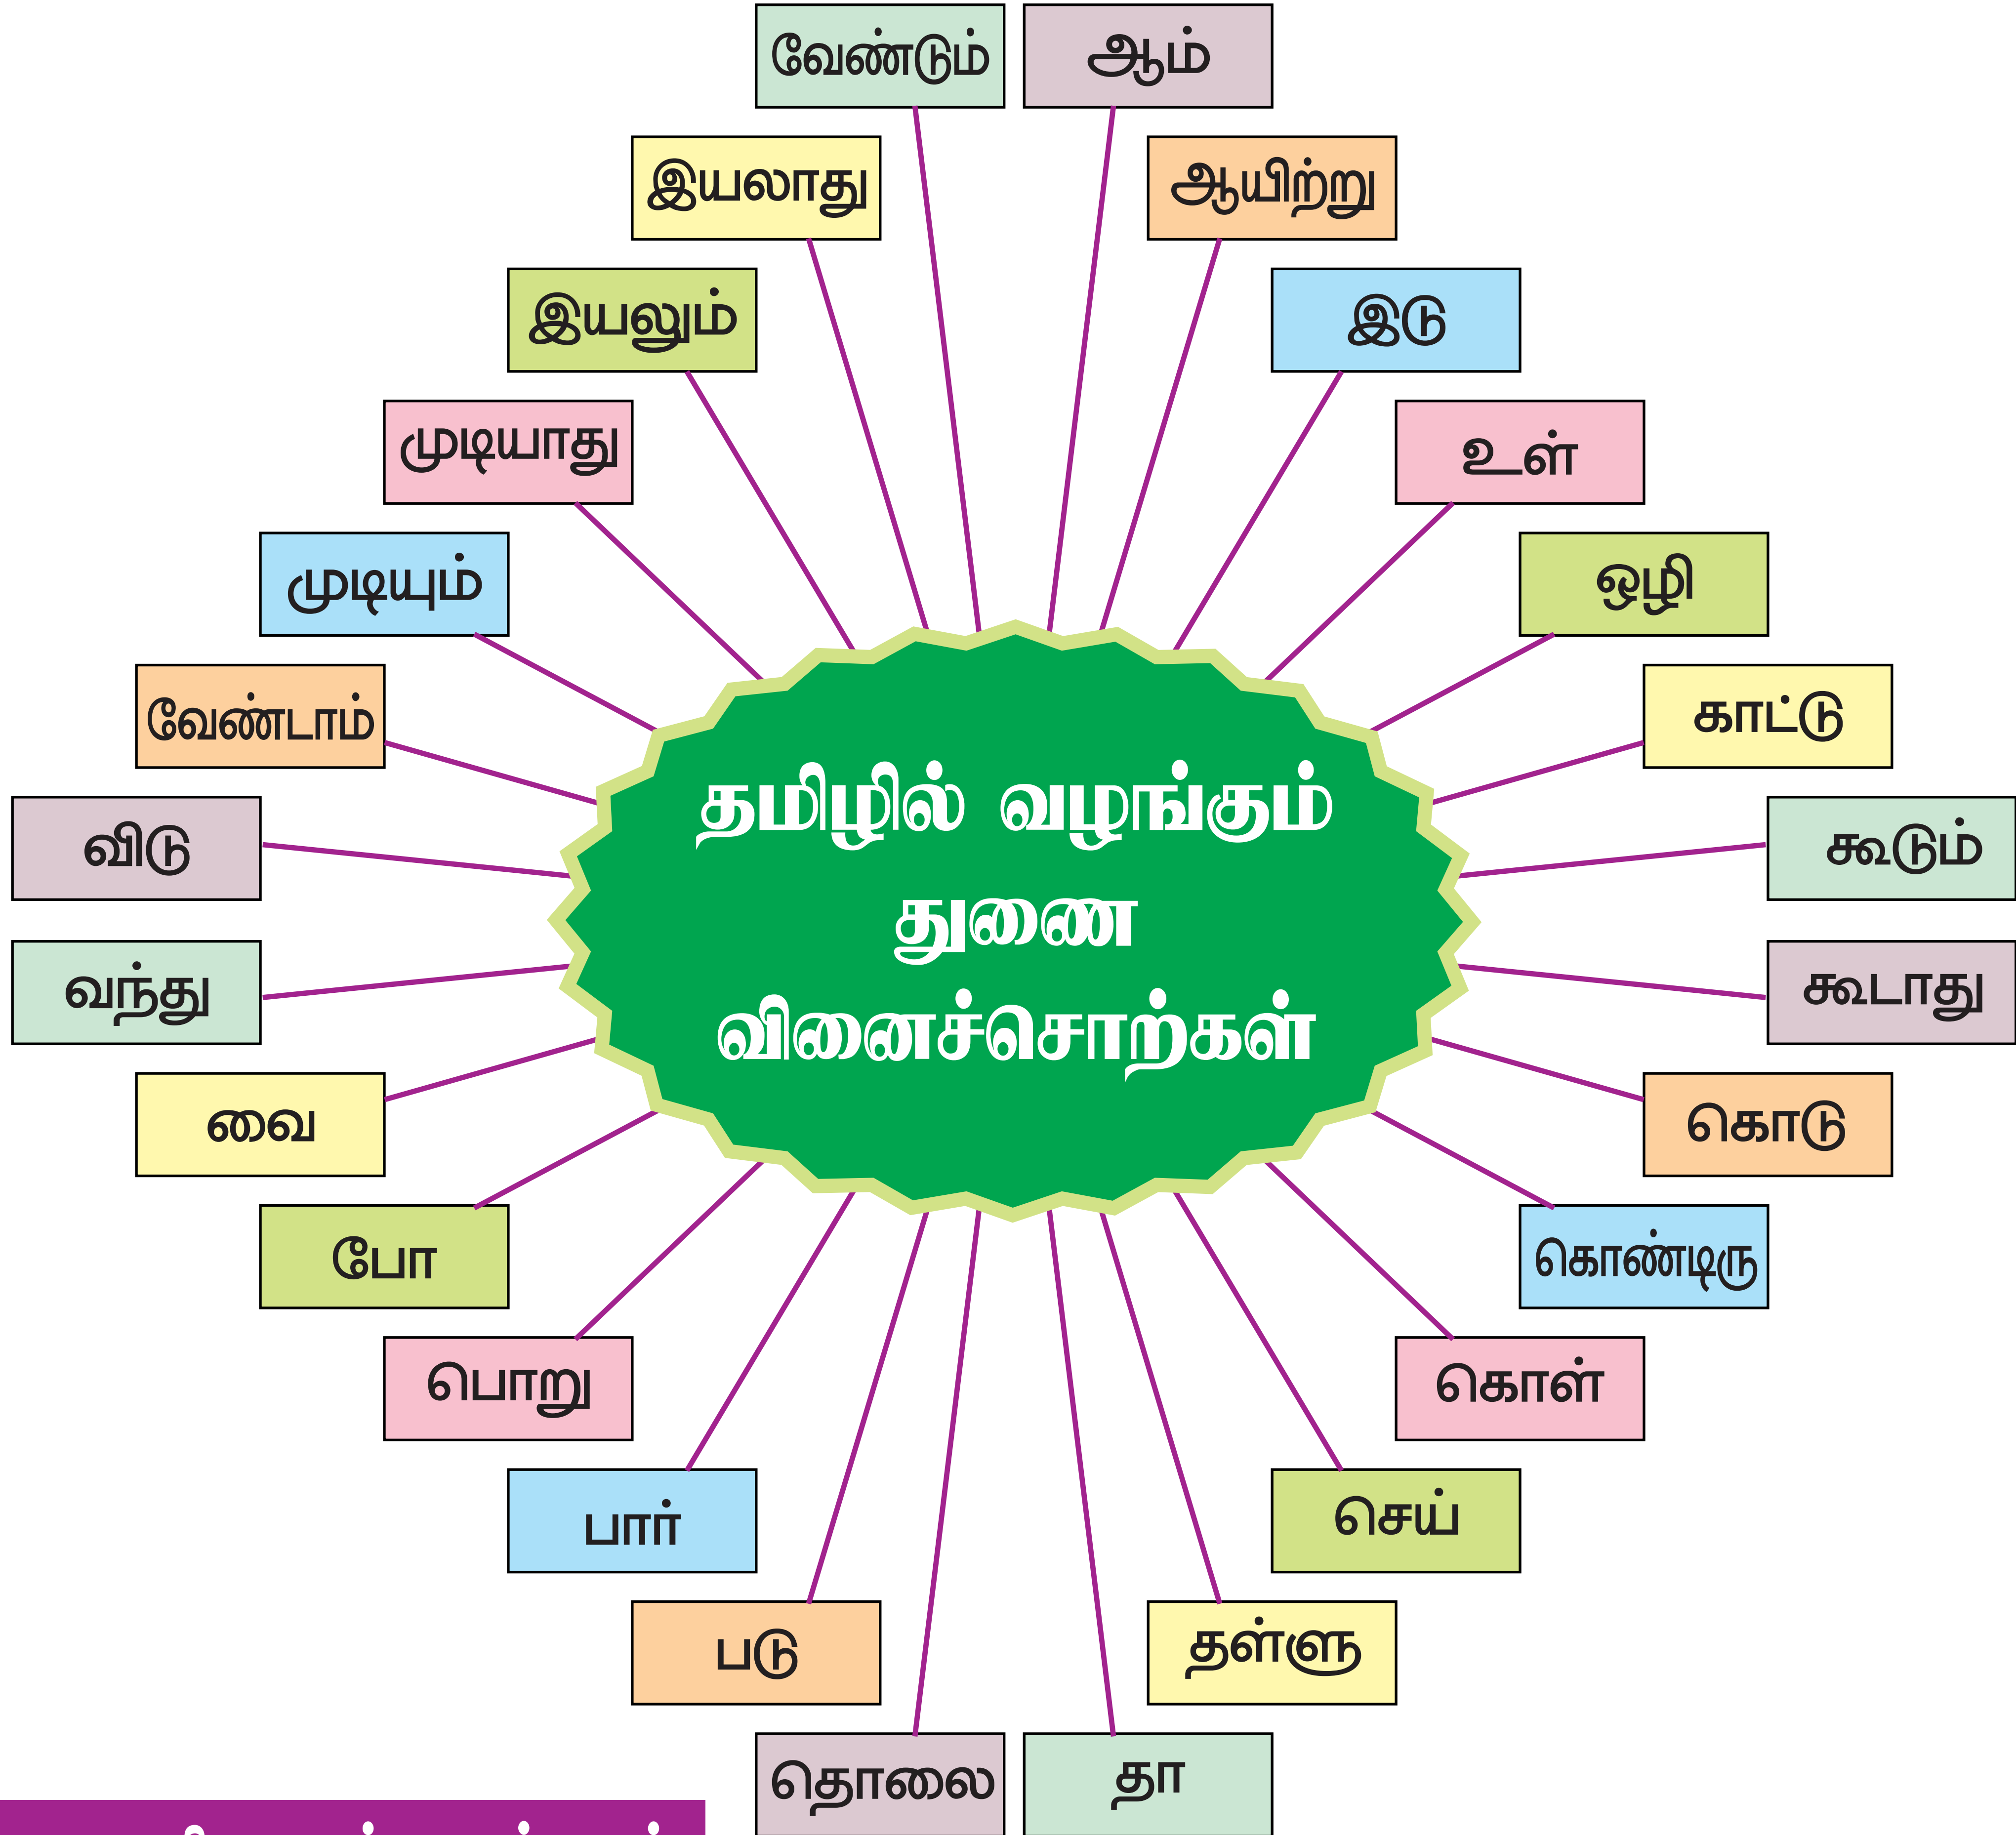 வேண்டும் ஆம்
இயலாது ஆயிற்று
இயலும் இடு
முடியாது உள்
முடியும் ஒழி
வேண்டாம் காட்டு
விடு கூடும்
தமிழில் வழங்கும்
துணை
வினைச்சொற்கள்
வந்து கூடாது
வை கொடு
போ கொண்டிரு
பொறு கொள்
பார் செய்
படு தள்ளு
தொலை தா